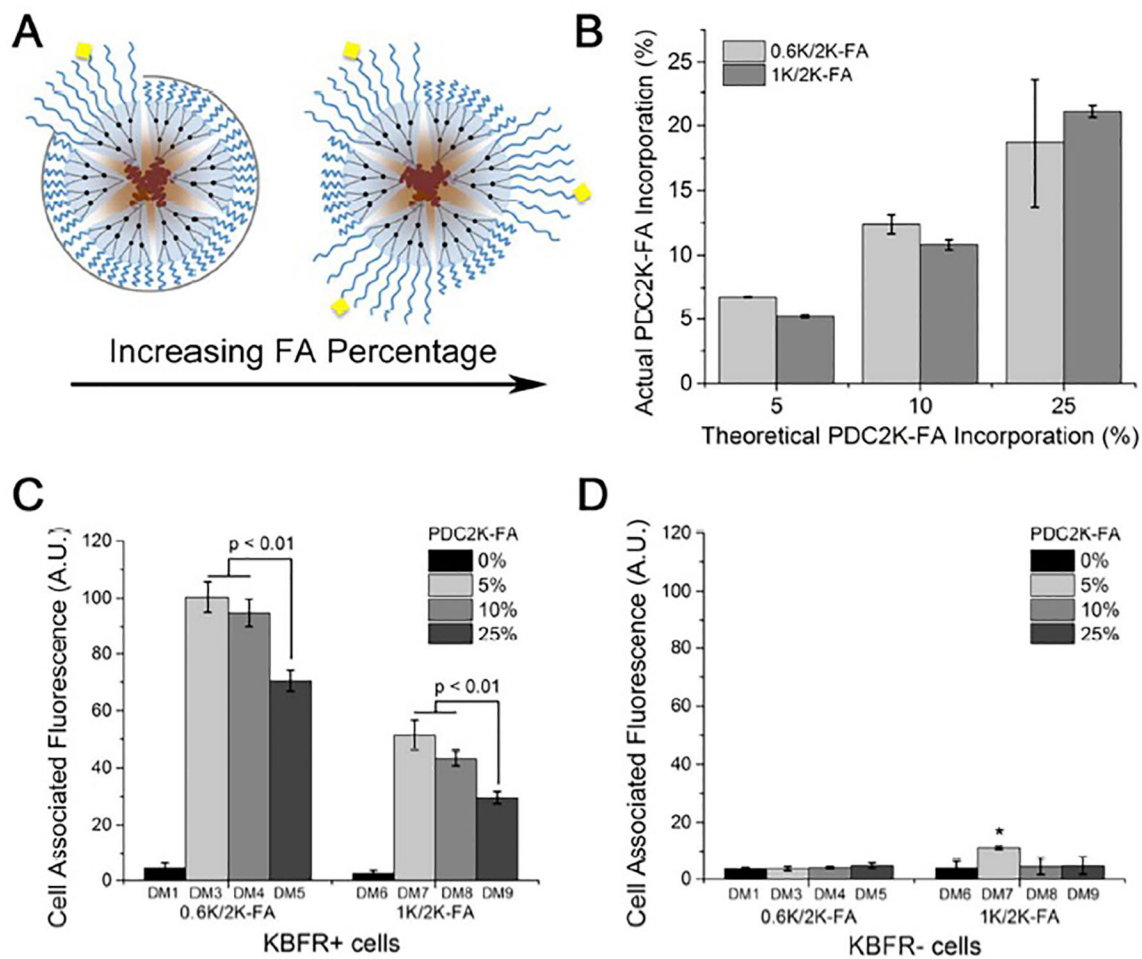 A
Increasing FA Percentage
B
Actual PDC2K-FA Incorporation (%)
25
20
15
10
5
0
0.6K/2K-FA
1K/2K-FA
5
10
25
Theoretical PDC2K-FA Incorporation (%)
C
Cell Associated Fluorescence (A.U.)
120
100
80
60
40
20
0
p < 0.01
p < 0.01
PDC2K-FA
0%
5%
10%
25%
DM1 DM3 DM4 DM5 DM6 DM7 DM8 DM9
0.6K/2K-FA 1K/2K-FA
KBFR+ cells
D
Cell Associated Fluorescence (A.U.)
120
100
80
60
40
20
0
PDC2K-FA
0%
5%
10%
25%
★
DM1 DM3 DM4 DM5 DM6 DM7 DM8 DM9
0.6K/2K-FA 1K/2K-FA
KBFR- cells